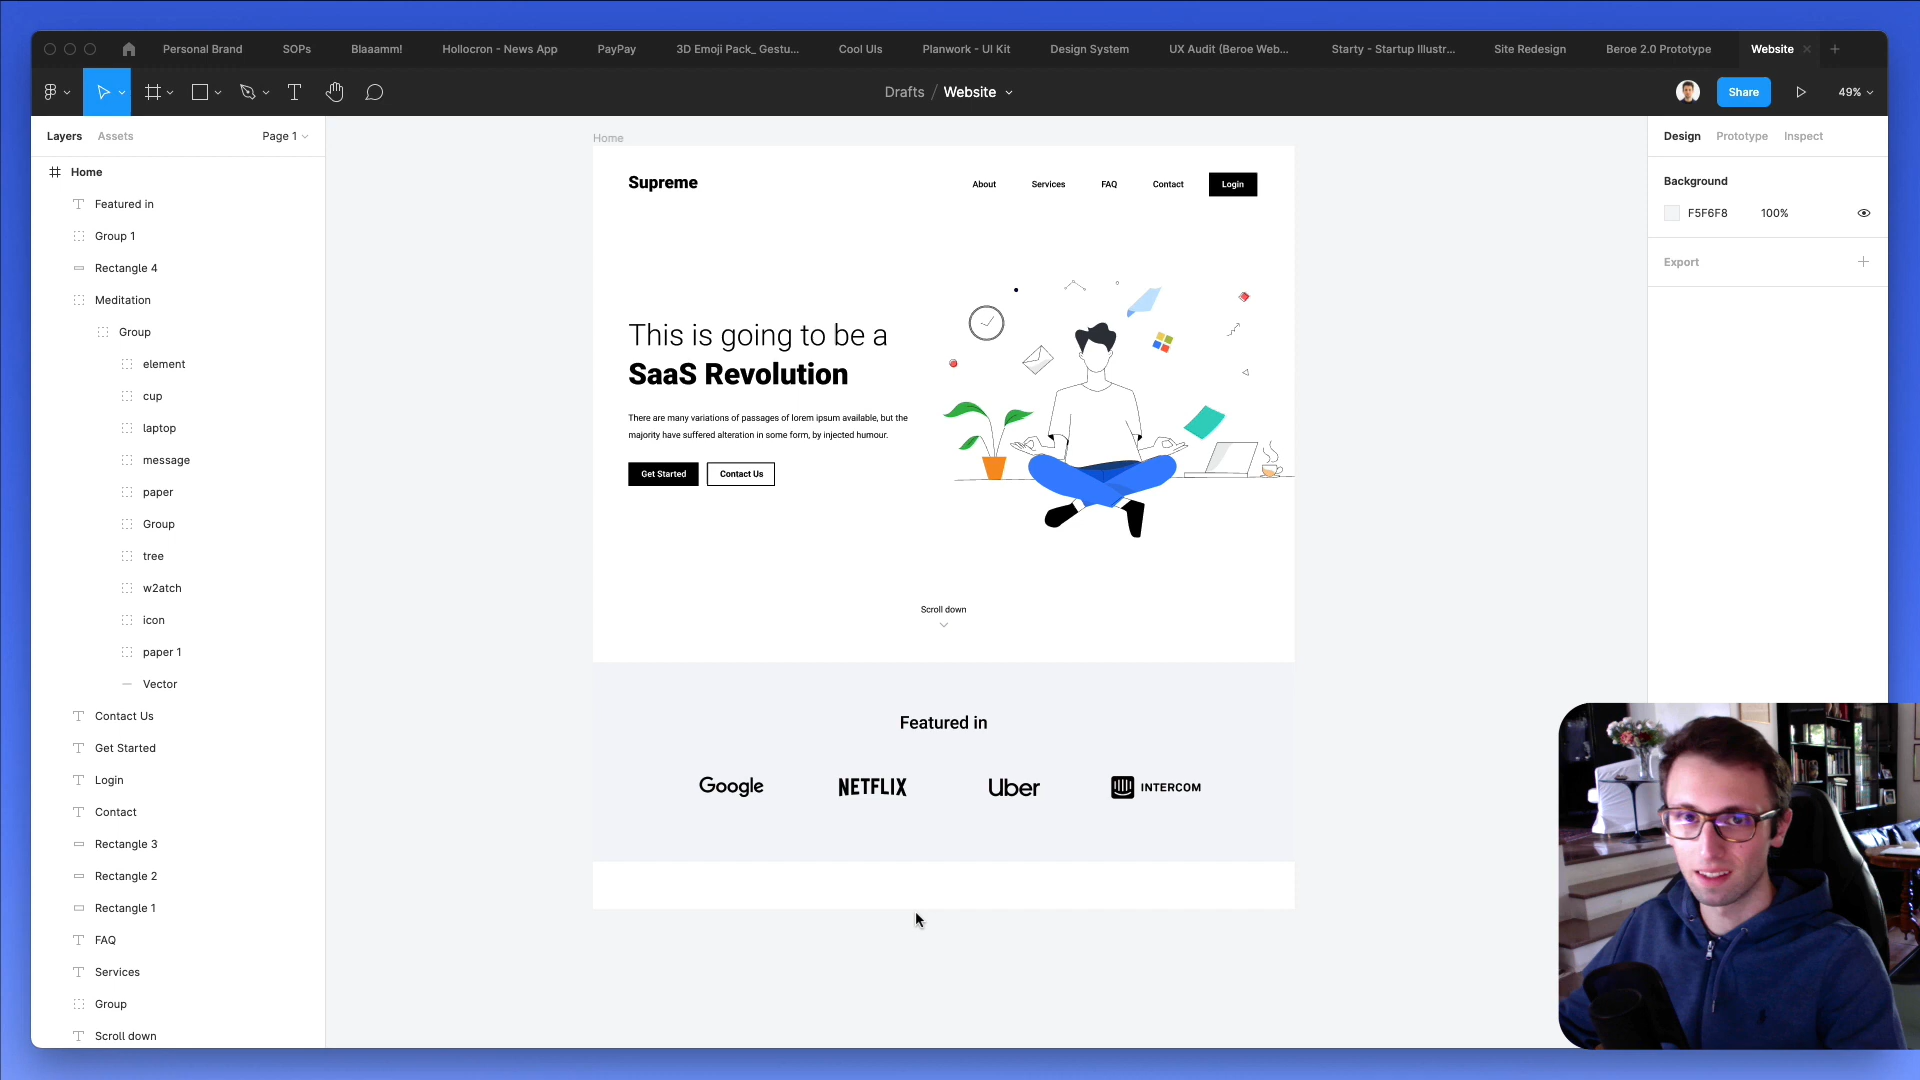 Personal Brand SOPs Blaaamm! Hollocron - News App PayPay 3D Emoji Pack_ Gestu... Cool UIs Planwork - UI Kit Design System UX Audit (Beroe Web... Starty - Startup Illustr... Site Redesign Beroe 2.0 Prototype Website
Drafts / Website
Share
49%
Layers Assets Page 1
Home
Featured in
Group 1
Rectangle 4
Meditation
Group
element
cup
laptop
message
paper
Group
tree
w2atch
icon
paper 1
Vector
Contact Us
Get Started
Login
Contact
Rectangle 3
Rectangle 2
Rectangle 1
FAQ
Services
Group
Scroll down
Home
Supreme
About Services FAQ Contact Login
This is going to be a
SaaS Revolution
There are many variations of passages of lorem ipsum available, but the
majority have suffered alteration in some form, by injected humour.
Get Started Contact Us
Scroll down
Featured in
Google NETFLIX Uber INTERCOM
Design Prototype Inspect
Background
F5F6F8 100%
Export